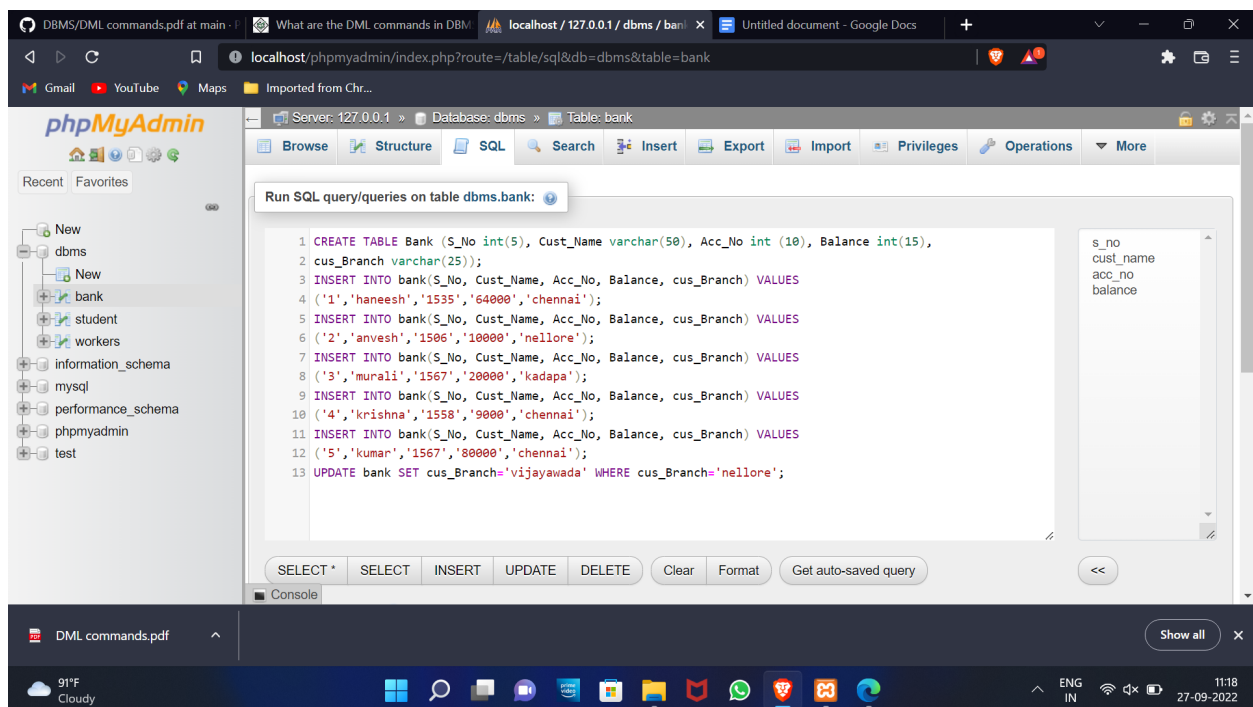 DBMS/DML commands.pdf at main · P
What are the DML commands in DBM
localhost / 127.0.0.1 / dbms / bank
Untitled document - Google Docs
localhost/phpmyadmin/index.php?route=/table/sql&db=dbms&table=bank
Gmail
YouTube
Maps
Imported from Chr...
phpMyAdmin
Recent Favorites
New
dbms
New
bank
student
workers
information_schema
mysql
performance_schema
phpmyadmin
test
Server: 127.0.0.1 » Database: dbms » Table: bank
Browse Structure SQL Search Insert Export Import Privileges Operations More
Run SQL query/queries on table dbms.bank:
1 CREATE TABLE Bank (S_No int(5), Cust_Name varchar(50), Acc_No int (10), Balance int(15),
2 cus_Branch varchar(25));
3 INSERT INTO bank(S_No, Cust_Name, Acc_No, Balance, cus_Branch) VALUES
4 ('1','haneesh','1535','64000','chennai');
5 INSERT INTO bank(S_No, Cust_Name, Acc_No, Balance, cus_Branch) VALUES
6 ('2','anvesh','1506','10000','nellore');
7 INSERT INTO bank(S_No, Cust_Name, Acc_No, Balance, cus_Branch) VALUES
8 ('3','murali','1567','20000','kadapa');
9 INSERT INTO bank(S_No, Cust_Name, Acc_No, Balance, cus_Branch) VALUES
10 ('4','krishna','1558','9000','chennai');
11 INSERT INTO bank(S_No, Cust_Name, Acc_No, Balance, cus_Branch) VALUES
12 ('5','kumar','1567','80000','chennai');
13 UPDATE bank SET cus_Branch='vijayawada' WHERE cus_Branch='nellore';
s_no
cust_name
acc_no
balance
SELECT * SELECT INSERT UPDATE DELETE Clear Format Get auto-saved query <<
Console
DML commands.pdf
Show all
91°F
Cloudy
prime video
ENG
IN
11:18
27-09-2022